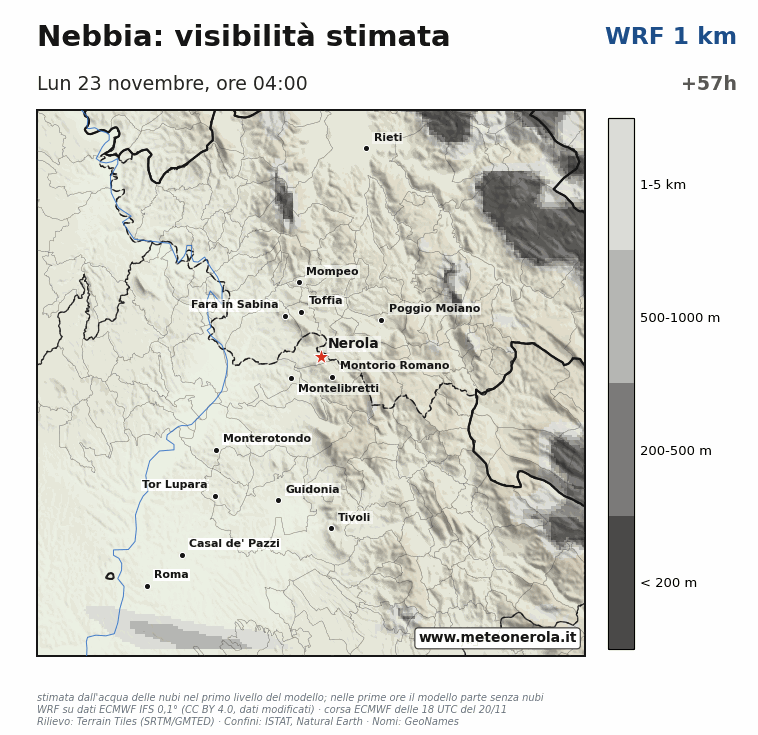 Nebbia: visibilità stimata
WRF 1 km
Lun 23 novembre, ore 04:00
+57h
Rieti
1-5 km
Mompeo
Toffia
Fara in Sabina
Poggio Moiano
500-1000 m
Nerola
Montorio Romano
Montelibretti
Monterotondo
200-500 m
Tor Lupara
Guidonia
Tivoli
Casal de' Pazzi
Roma
< 200 m
www.meteonerola.it
stimata dall'acqua delle nubi nel primo livello del modello; nelle prime ore il modello parte senza nubi
WRF su dati ECMWF IFS 0,1° (CC BY 4.0, dati modificati) · corsa ECMWF delle 18 UTC del 20/11
Rilievo: Terrain Tiles (SRTM/GMTED) · Confini: ISTAT, Natural Earth · Nomi: GeoNames